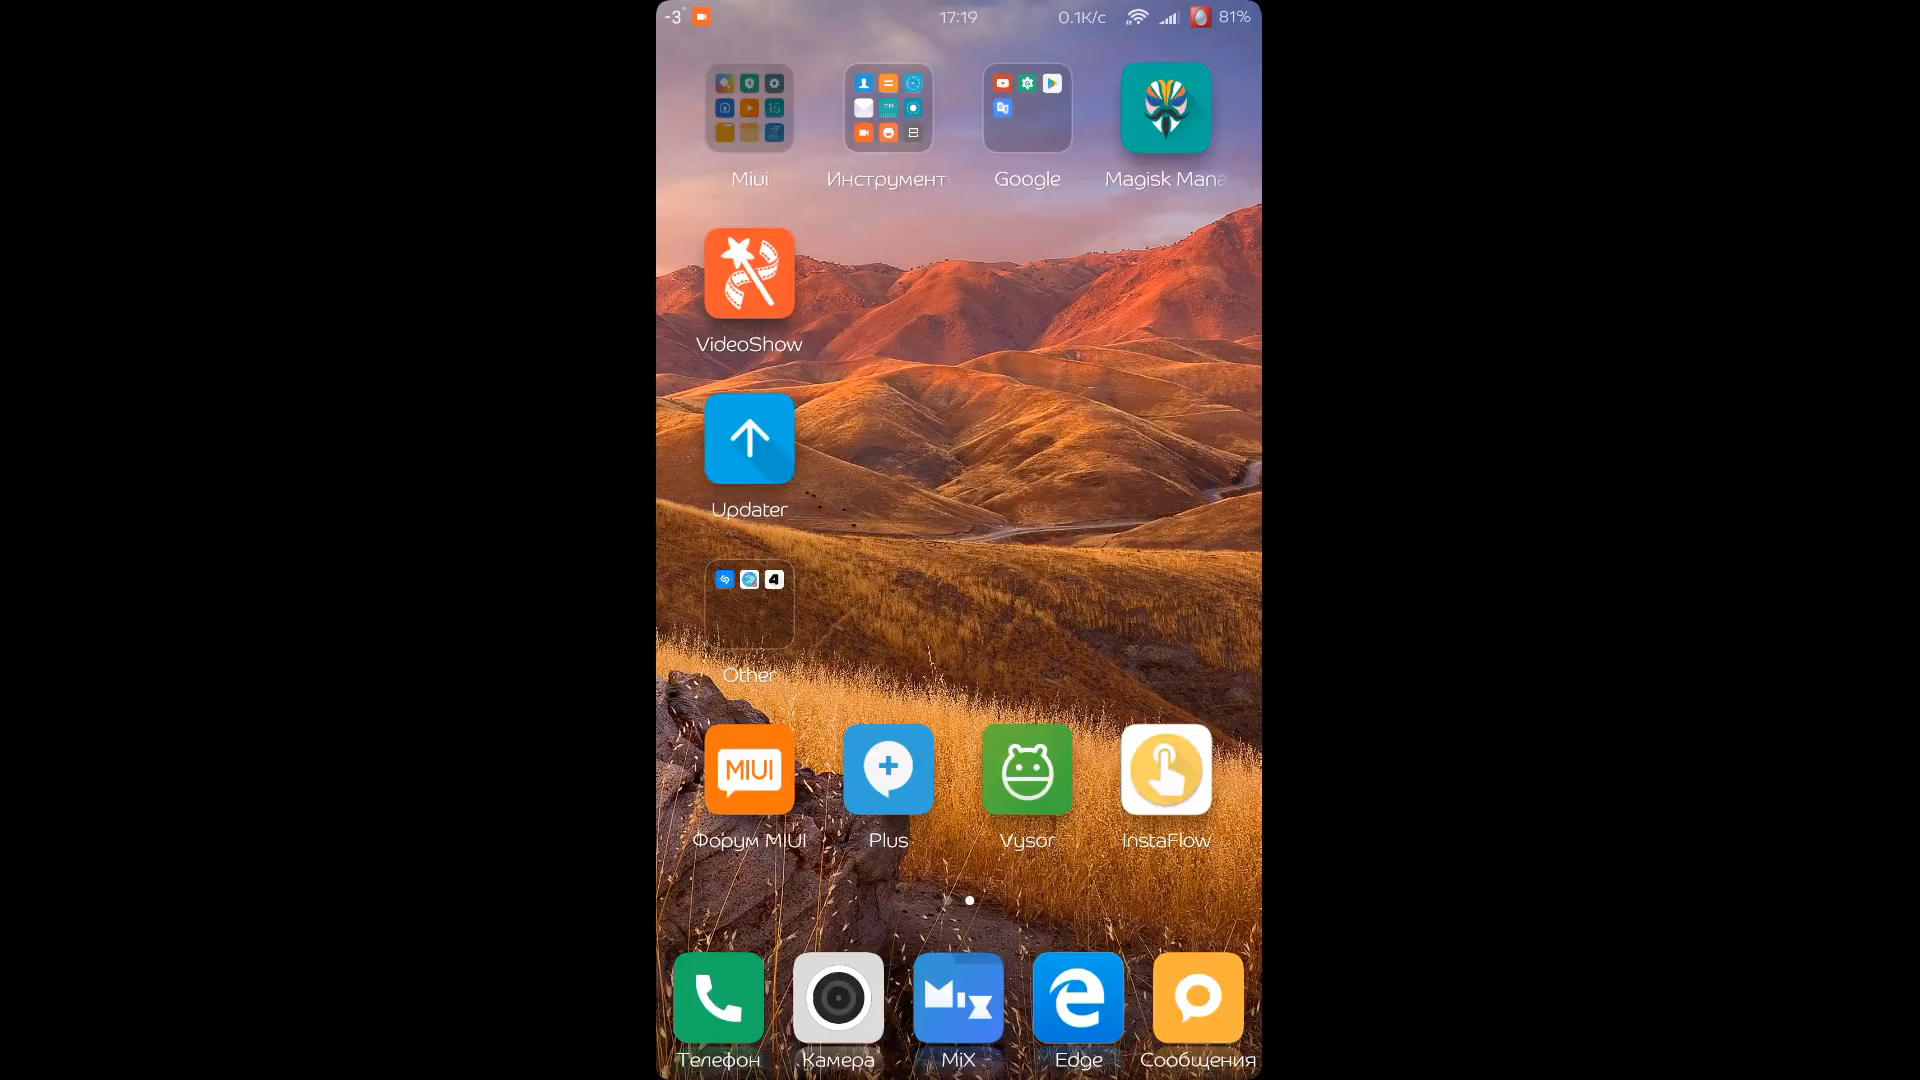 -3° 17:19 0.1K/c 81%
Miui Инструмент Google Magisk Mana
VideoShow
Updater
Other
MIUI
Форум MIUI Plus Vysor InstaFlow
MiX
Телефон Камера MiX Edge Сообщения